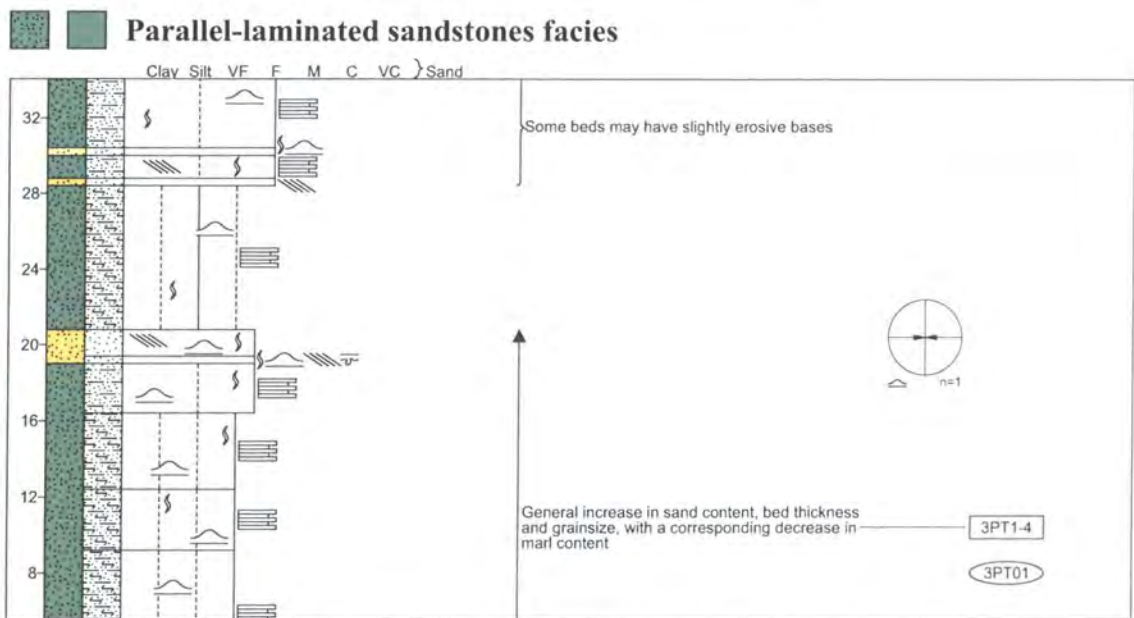 Parallel-laminated sandstones facies
Clay Silt VF F M C VC } Sand
32
Some beds may have slightly erosive bases
28
24
20
n=1
16
12
General increase in sand content, bed thickness
and grainsize, with a corresponding decrease in
marl content
3PT1-4
3PT01
8